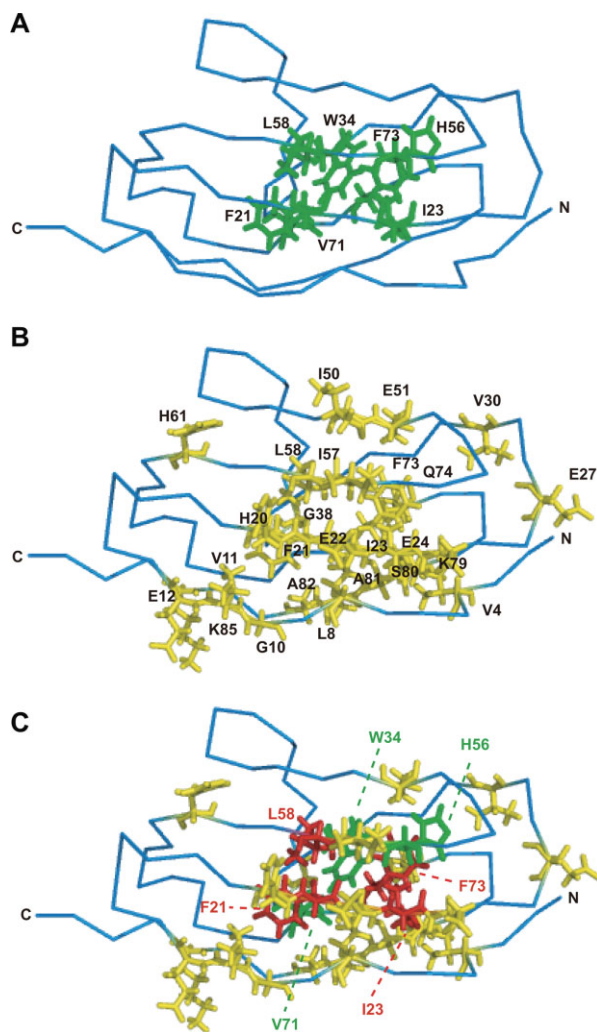 A
L58
W34
F73
H56
F21
V71
I23
C
N
B
I50
E51
V30
H61
L58
I57
F73
Q74
E27
H20
G38
F21
E22
I23
E24
K79
N
C
V11
A82
A81
S80
V4
E12
K85
G10
L8
C
W34
H56
L58
F73
F21
N
C
V71
I23